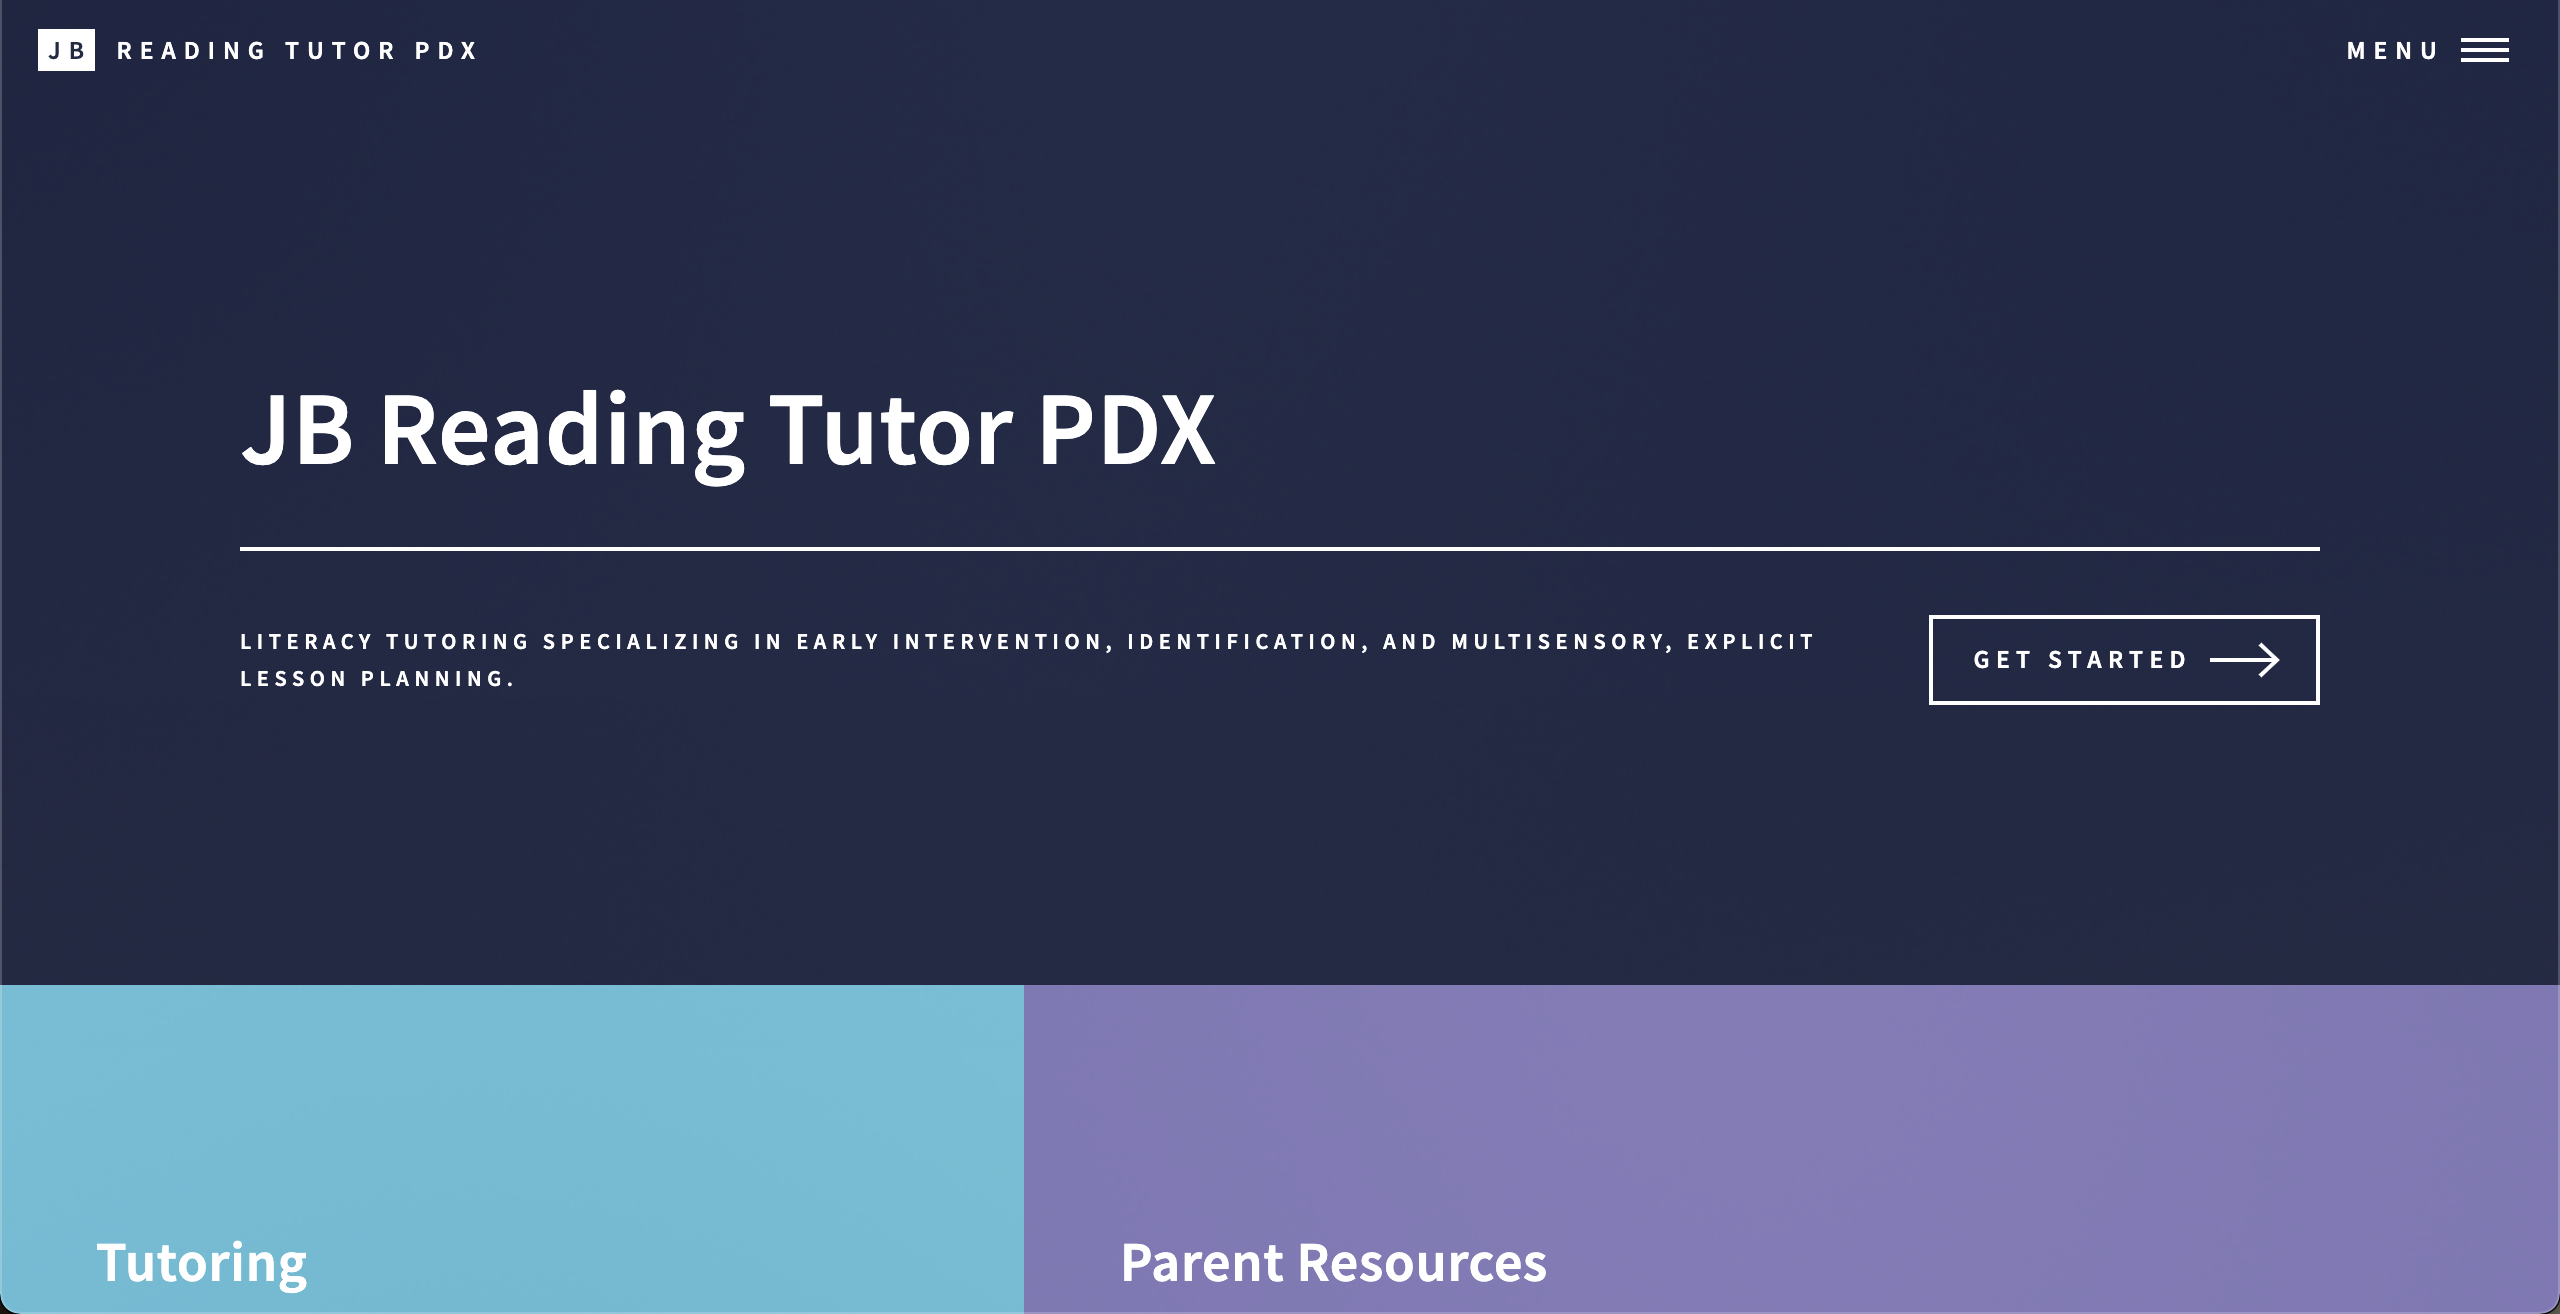 JB READING TUTOR PDX
MENU
JB Reading Tutor PDX
LITERACY TUTORING SPECIALIZING IN EARLY INTERVENTION, IDENTIFICATION, AND MULTISENSORY, EXPLICIT
LESSON PLANNING.
GET STARTED
Tutoring
Parent Resources